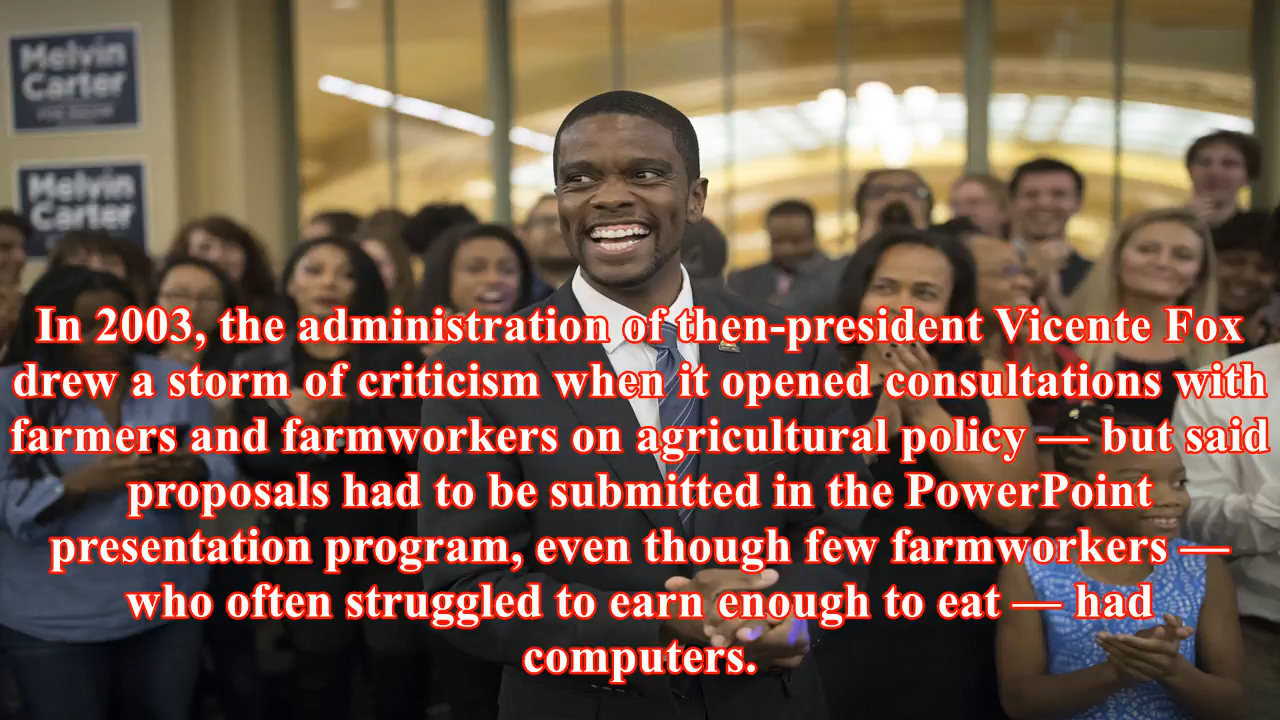 Melvin
Carter
Melvin
Carter
In 2003, the administration of then-president Vicente Fox
drew a storm of criticism when it opened consultations with
farmers and farmworkers on agricultural policy — but said
proposals had to be submitted in the PowerPoint
presentation program, even though few farmworkers —
who often struggled to earn enough to eat — had
computers.